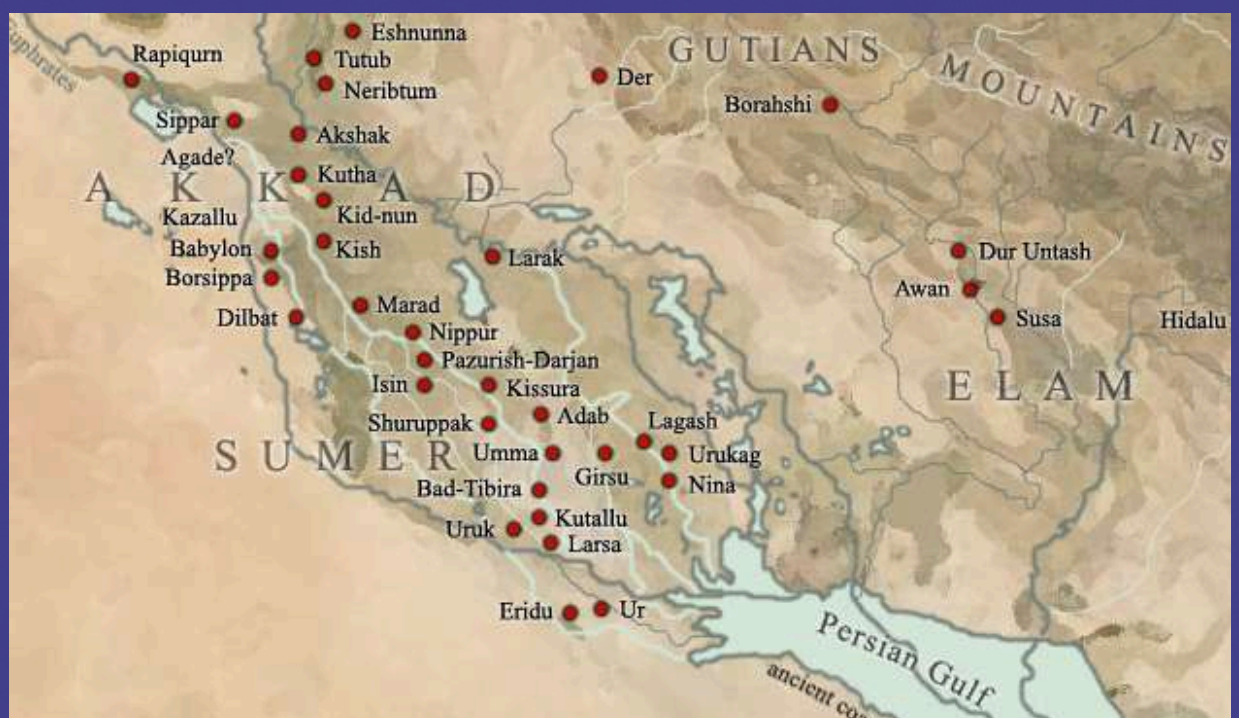 Eshnunna
GUTIANS
Euphrates
Rapiqurn
Tutub
Der
MOUNTAINS
Neribtum
Borahshi
Sippar
Akshak
Agade?
Kutha
AKKAD
Kid-nun
Kazallu
Kish
Babylon
Larak
Dur Untash
Borsippa
Awan
Marad
Dilbat
Susa
Hidalu
Nippur
Pazurish-Darjan
Isin
Kissura
ELAM
Adab
Lagash
Shuruppak
SUMER
Umma
Urukag
Girsu
Nina
Bad-Tibira
Kutallu
Uruk
Larsa
Eridu
Ur
Persian Gulf
ancient